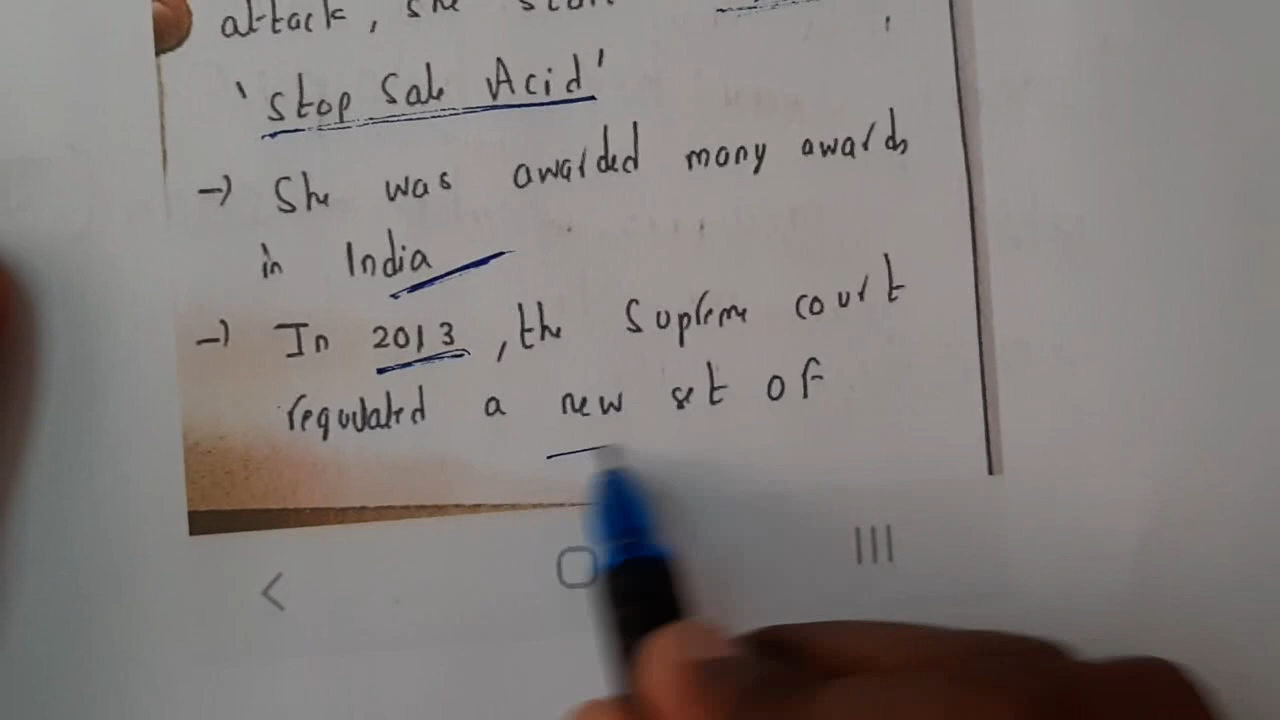 attack, she
'Stop Sale Acid'
→ She was awarded many awards
in India
→ In 2013, the Supreme court
regulated a new set of